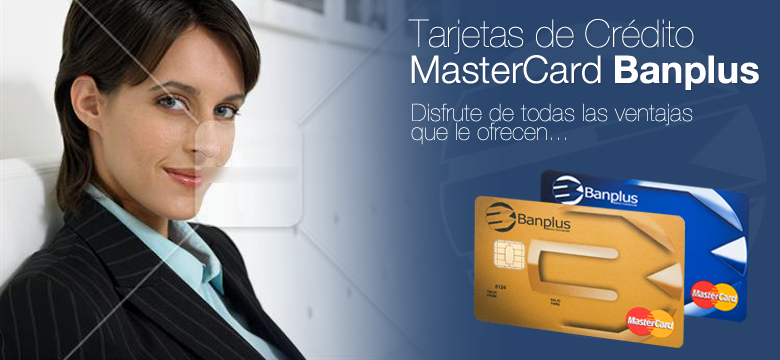 Tarjetas de Crédito
MasterCard Banplus
Disfrute de todas las ventajas
que le ofrecen...
Banplus
Banplus
MasterCard
MasterCard